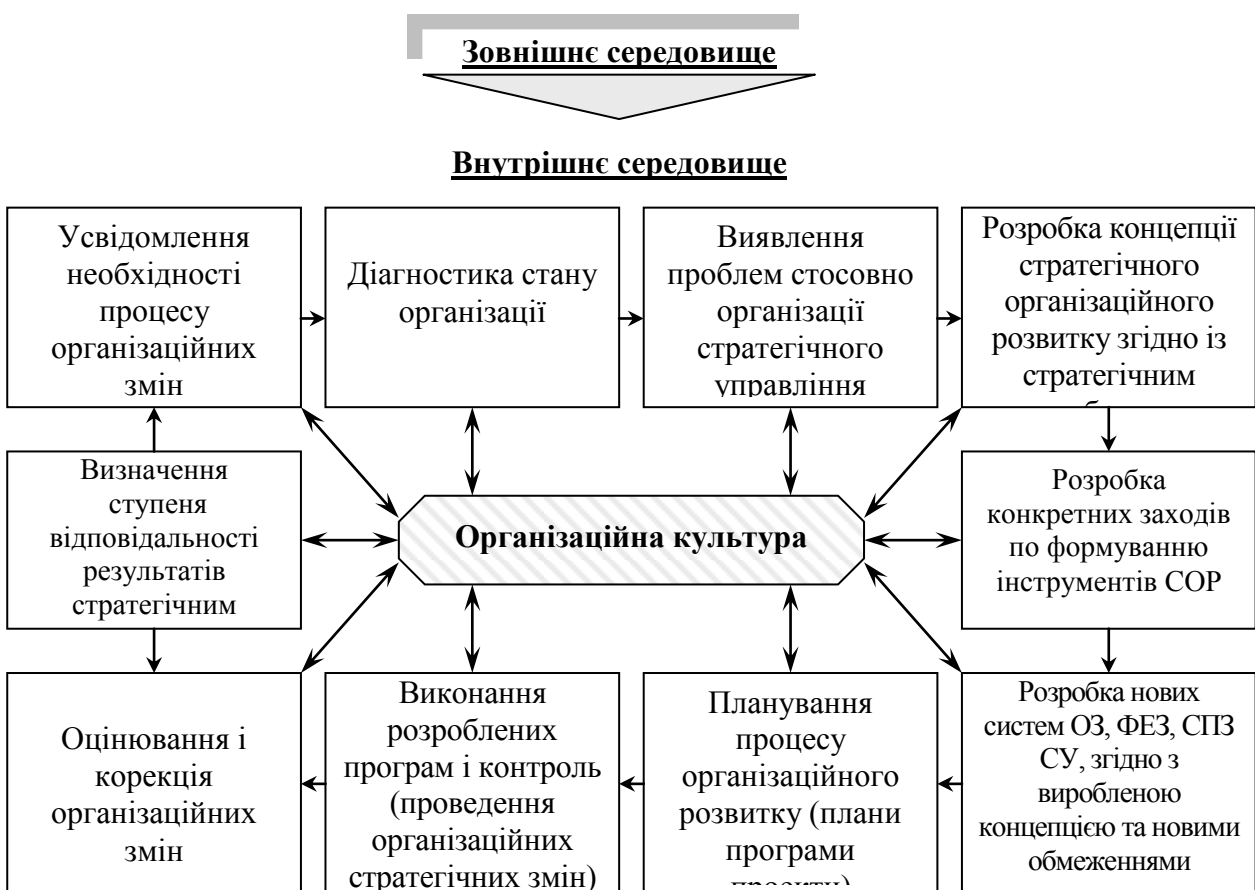 Зовнішнє середовище
Внутрішнє середовище
Усвідомлення
необхідності
процесу
організаційних
змін
Діагностика стану
організації
Виявлення
проблем стосовно
організації
стратегічного
управління
Розробка концепції
стратегічного
організаційного
розвитку згідно із
стратегічним
Визначення
ступеня
відповідальності
результатів
стратегічним
Організаційна культура
Розробка
конкретних заходів
по формуванню
інструментів СОР
Оцінювання і
корекція
організаційних
змін
Виконання
розроблених
програм і контроль
(проведення
організаційних
стратегічних змін)
Планування
процесу
організаційного
розвитку (плани
програми
проекти)
Розробка нових
систем ОЗ, ФЕЗ, СПЗ
СУ, згідно з
виробленою
концепцією та новими
обмеженнями